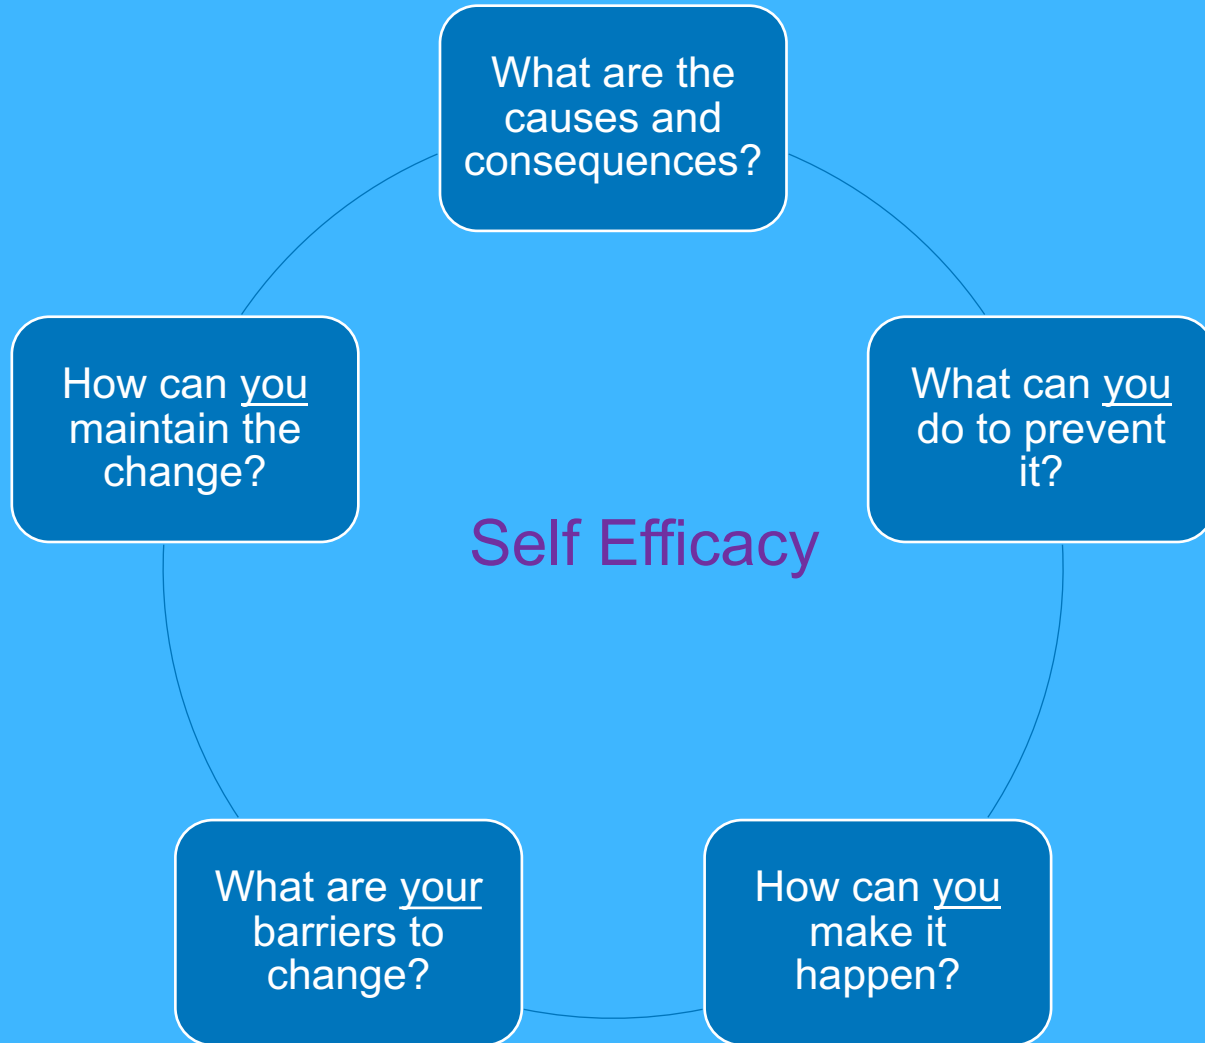 What are the
causes and
consequences?
What can you
do to prevent
it?
How can you
make it
happen?
What are your
barriers to
change?
How can you
maintain the
change?
Self Efficacy